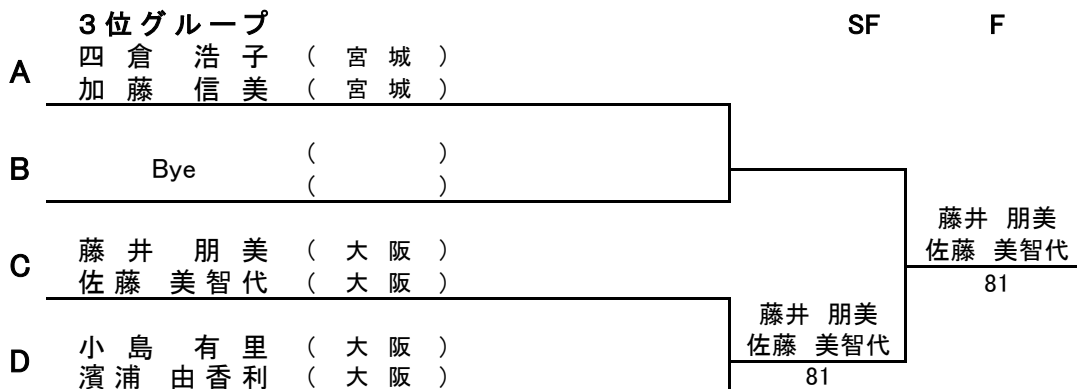 3位グループ SF F
A 四倉 浩子 ( 宮城 )
加藤 信美 ( 宮城 )
B Bye ( )
( )
藤井 朋美
佐藤 美智代
81
C 藤井 朋美 ( 大阪 )
佐藤 美智代 ( 大阪 )
藤井 朋美
佐藤 美智代
81
D 小島 有里 ( 大阪 )
濱浦 由香利 ( 大阪 )